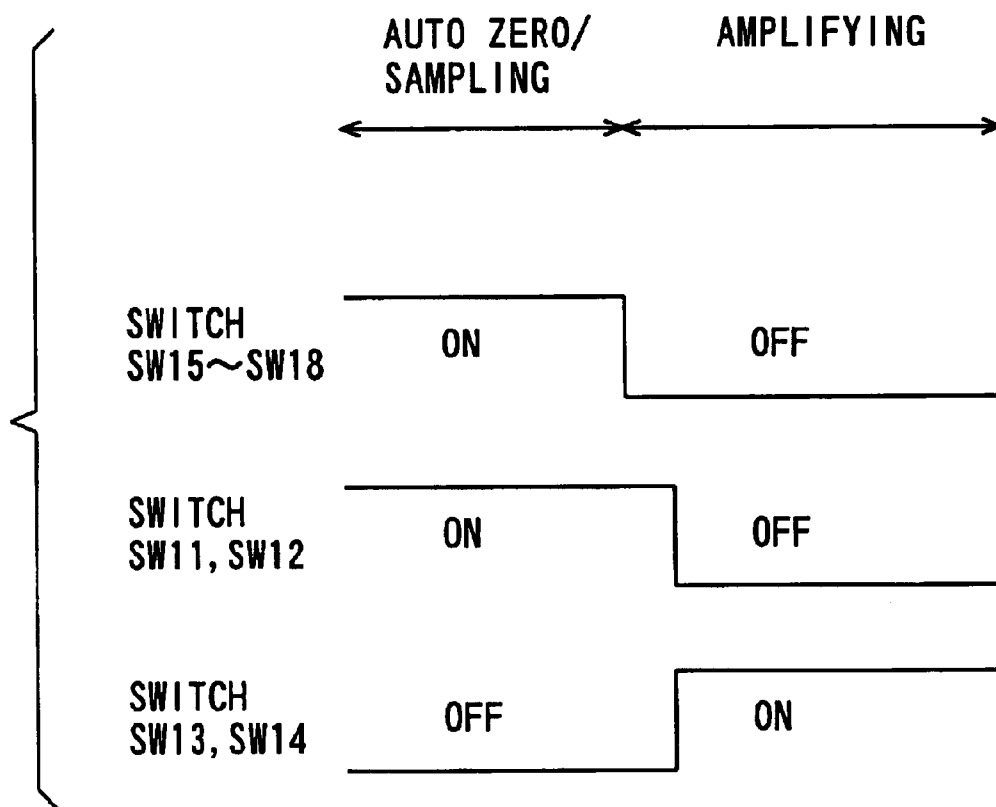 AUTO ZERO/
SAMPLING
AMPLIFYING
SWITCH
SW15～SW18
ON
OFF
SWITCH
SW11, SW12
ON
OFF
SWITCH
SW13, SW14
OFF
ON